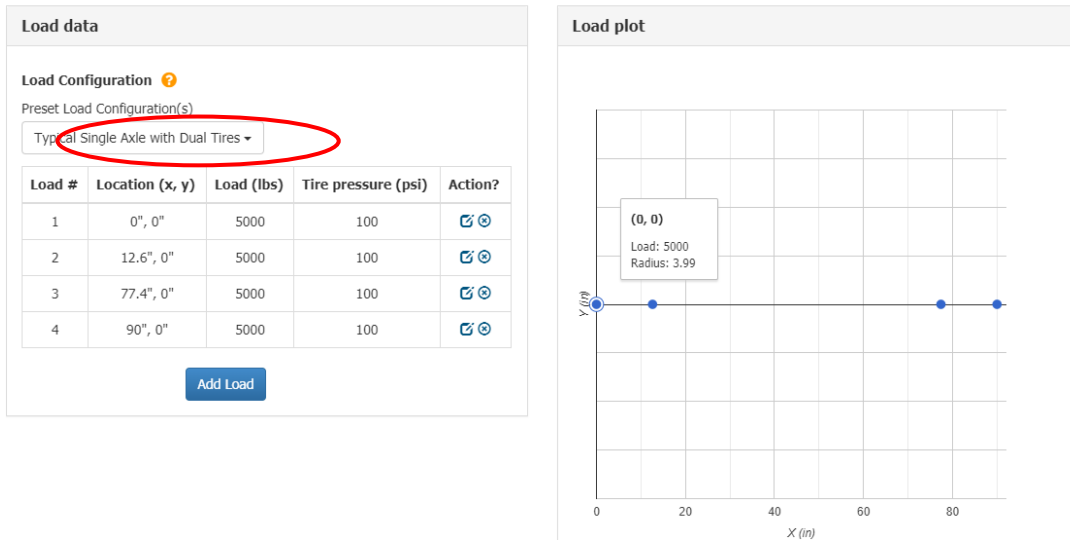 Load data
Load Configuration ?
Preset Load Configuration(s)
Typical Single Axle with Dual Tires
Load # Location (x, y) Load (lbs) Tire pressure (psi) Action?
1 0", 0" 5000 100
2 12.6", 0" 5000 100
3 77.4", 0" 5000 100
4 90", 0" 5000 100
Add Load
Load plot
(0, 0)
Load: 5000
Radius: 3.99
Y (in)
0 20 40 60 80
X (in)